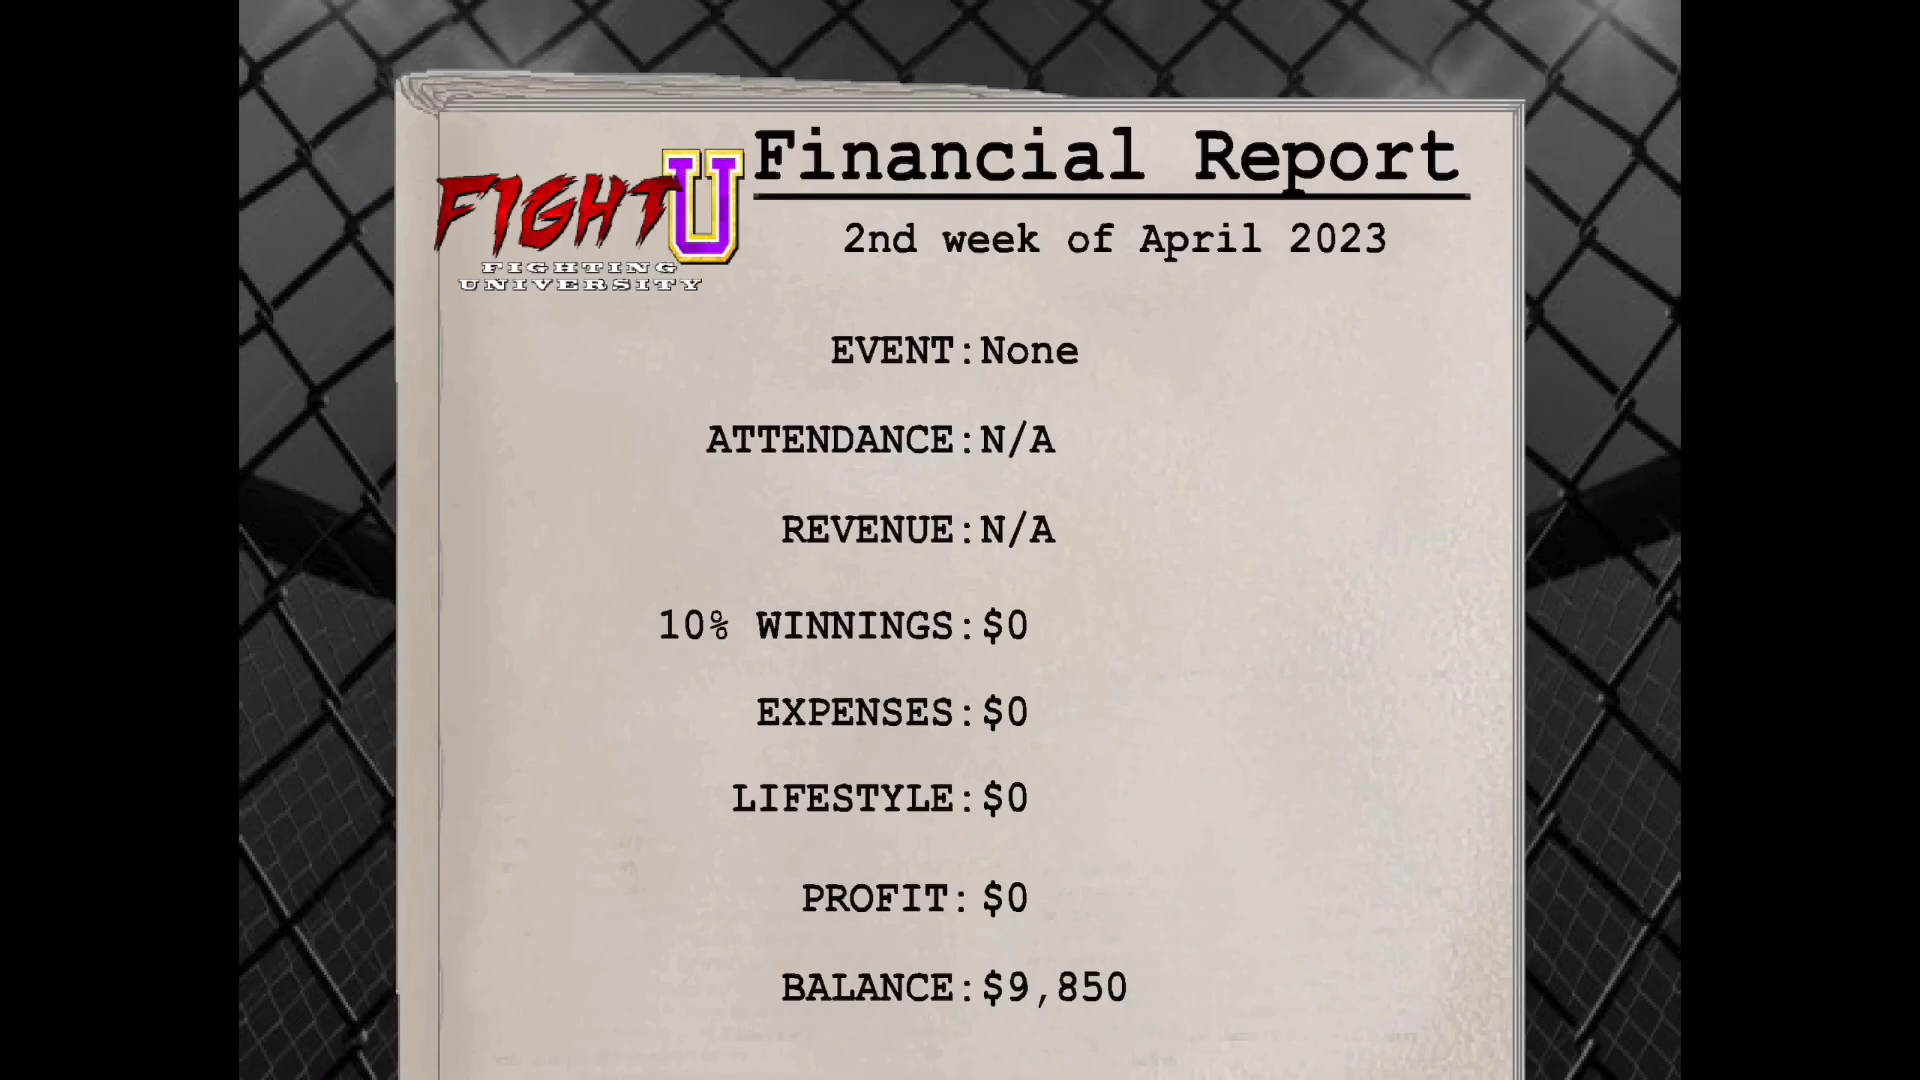 FIGHT U
FIGHTING
UNIVERSITY
Financial Report
2nd week of April 2023
EVENT:None
ATTENDANCE:N/A
REVENUE:N/A
10% WINNINGS:$0
EXPENSES:$0
LIFESTYLE:$0
PROFIT: $0
BALANCE:$9,850